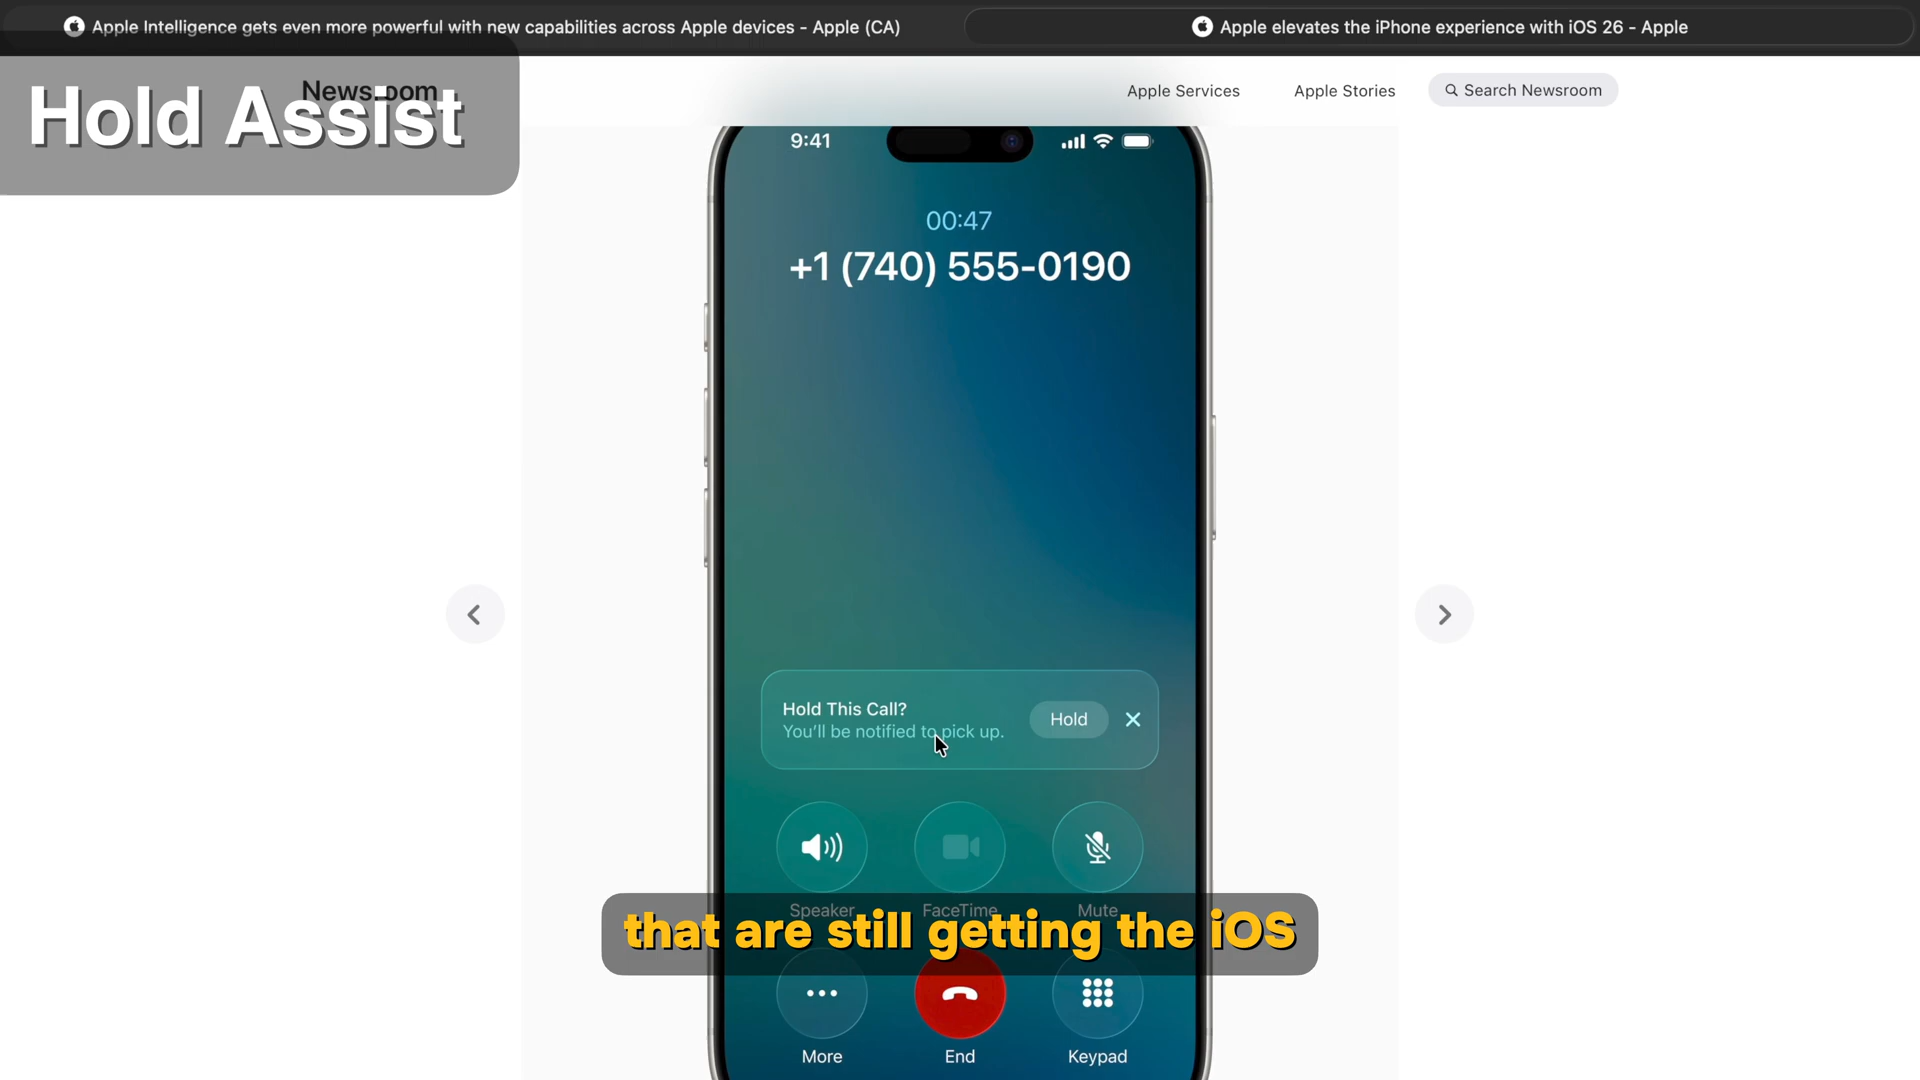 Apple Intelligence gets even more powerful with new capabilities across Apple devices - Apple (CA)
Apple elevates the iPhone experience with iOS 26 - Apple
Hold Assist
Newsroom
Apple Services
Apple Stories
Search Newsroom
9:41
00:47
+1 (740) 555-0190
Hold This Call?
You'll be notified to pick up.
Hold
Speaker
FaceTime
Mute
that are still getting the iOS
More
End
Keypad